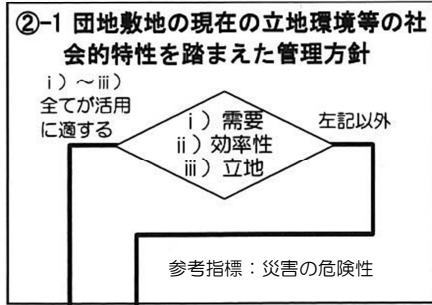 ②-1 団地敷地の現在の立地環境等の社
会的特性を踏まえた管理方針
ⅰ）～ⅲ）
全てが活用
に適する
ⅰ）需要
ⅱ）効率性
ⅲ）立地
左記以外
参考指標：災害の危険性